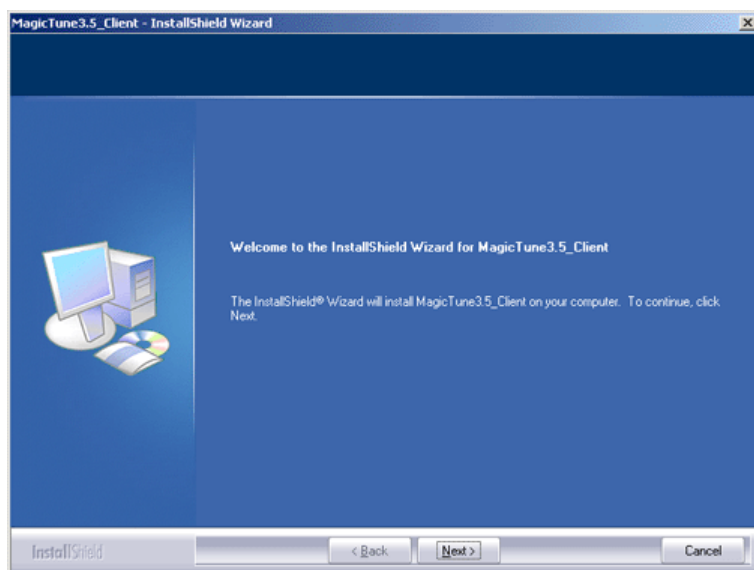 MagicTune3.5_Client - InstallShield Wizard
Welcome to the InstallShield Wizard for MagicTune3.5_Client
The InstallShield® Wizard will install MagicTune3.5_Client on your computer. To continue, click
Next.
InstallShield
< Back
Next >
Cancel